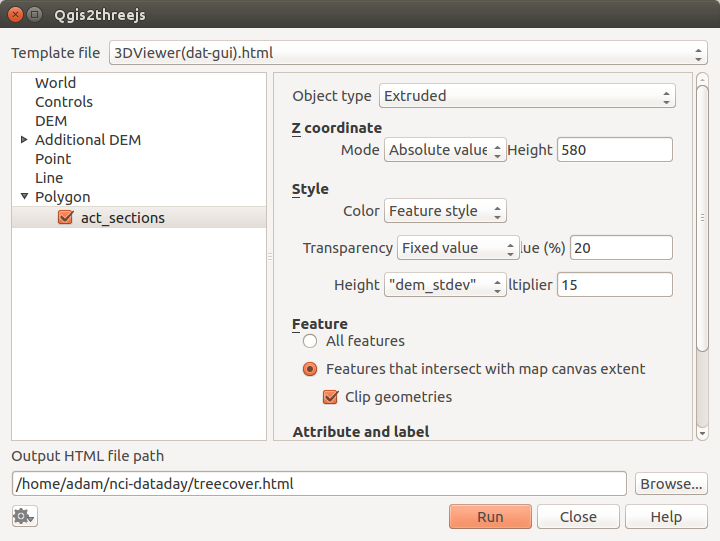 Qgis2threejs
Template file 3DViewer(dat-gui).html
World
Controls
DEM
Additional DEM
Point
Line
Polygon
act_sections
Object type Extruded
Z coordinate
Mode Absolute value Height 580
Style
Color Feature style
Transparency Fixed value ue (%) 20
Height "dem_stdev" ltiplier 15
Feature
All features
Features that intersect with map canvas extent
Clip geometries
Attribute and label
Output HTML file path
/home/adam/nci-dataday/treecover.html Browse...
Run Close Help